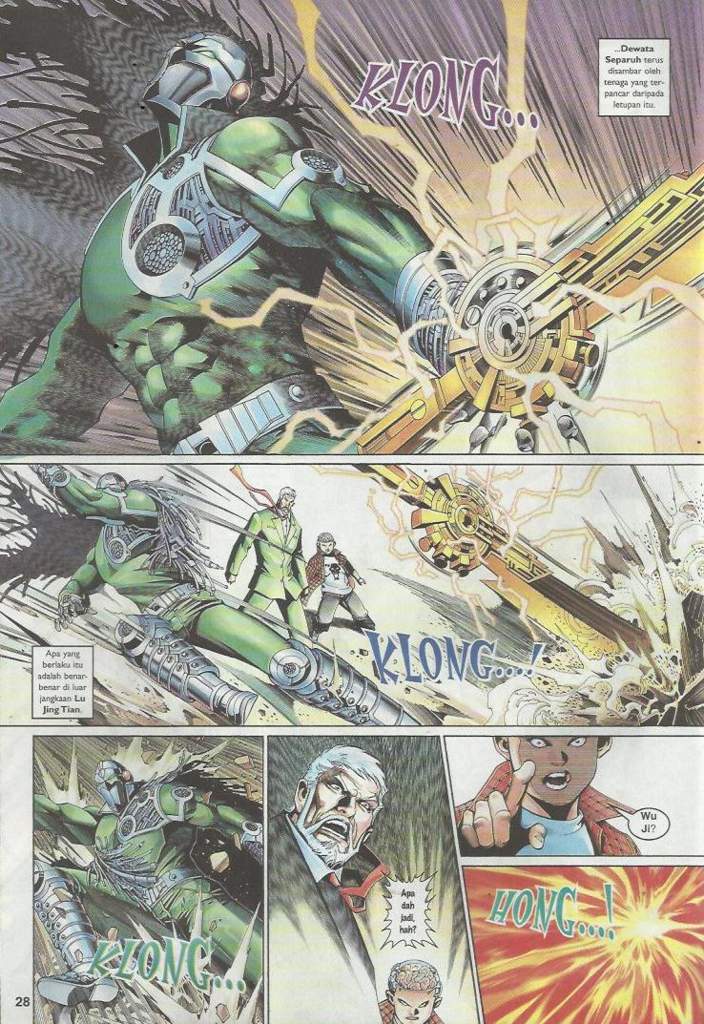 KLONG...
...Dewata
Separuh terus
disambar oleh
tenaga yang ter-
pancar daripada
letupan itu.
KLONG...!
Apa yang
berlaku itu
adalah benar-
benar di luar
jangkaan Lu
Jing Tian.
KLONG...
Apa
dah
jadi,
hah?
Wu
Ji?
HONG....!
28